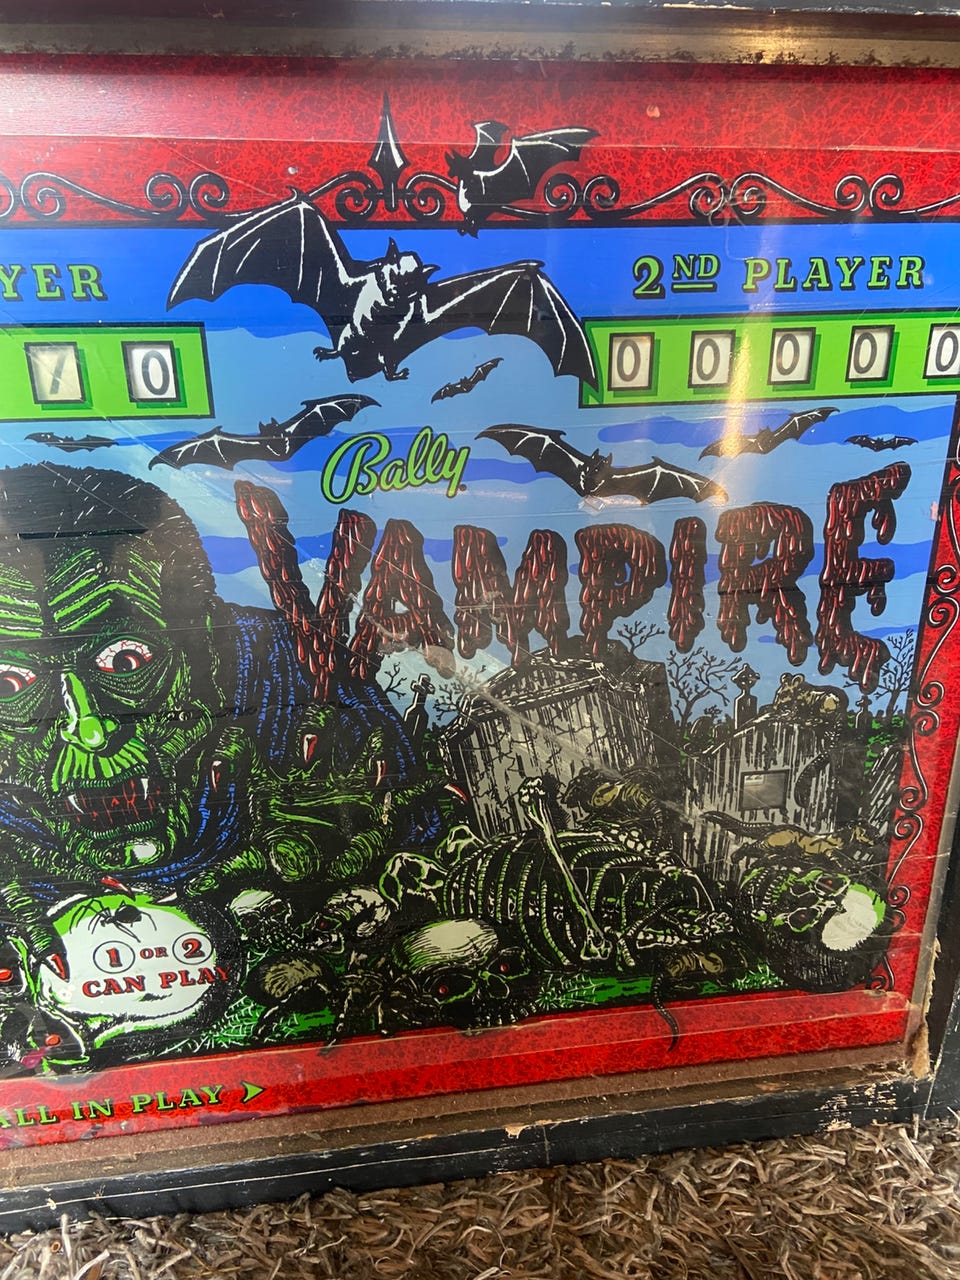 YER
2ND PLAYER
7 0
0 0 0 0 0
Bally
VAMPIRE
1 OR 2
CAN PLAY
ALL IN PLAY